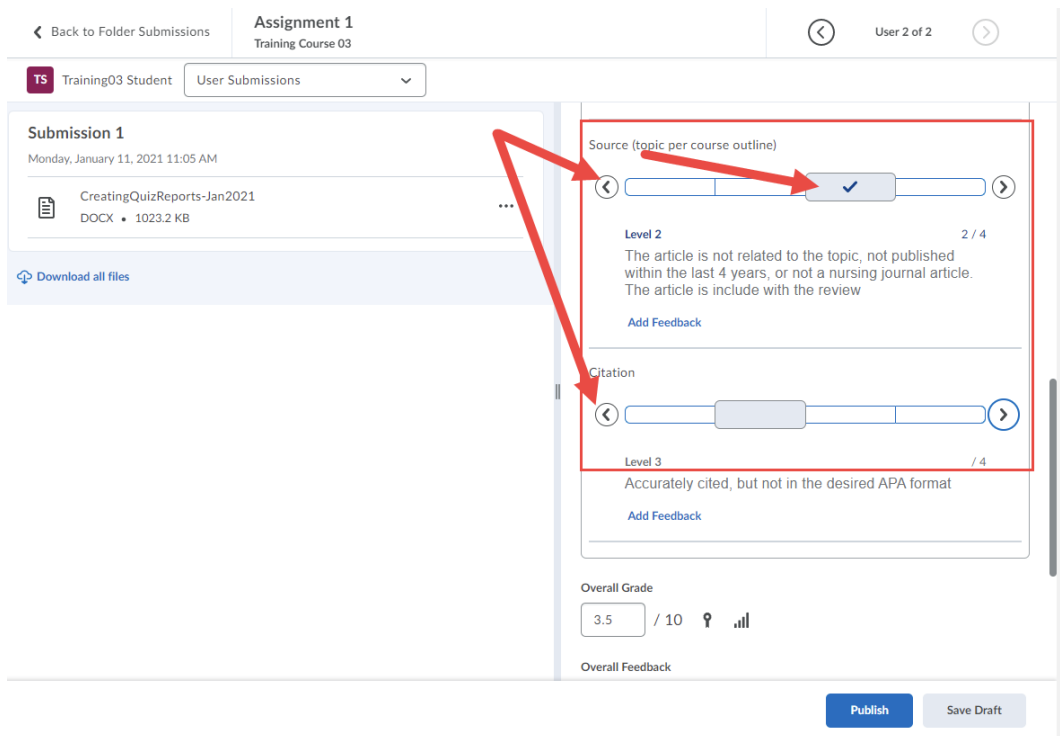 Back to Folder Submissions
Assignment 1
Training Course 03
User 2 of 2
TS Training03 Student
User Submissions
Submission 1
Monday, January 11, 2021 11:05 AM
CreatingQuizReports-Jan2021
DOCX • 1023.2 KB
...
Download all files
Source (topic per course outline)
Level 2 2 / 4
The article is not related to the topic, not published
within the last 4 years, or not a nursing journal article.
The article is include with the review
Add Feedback
Citation
Level 3 / 4
Accurately cited, but not in the desired APA format
Add Feedback
Overall Grade
3.5 / 10
Overall Feedback
Publish
Save Draft